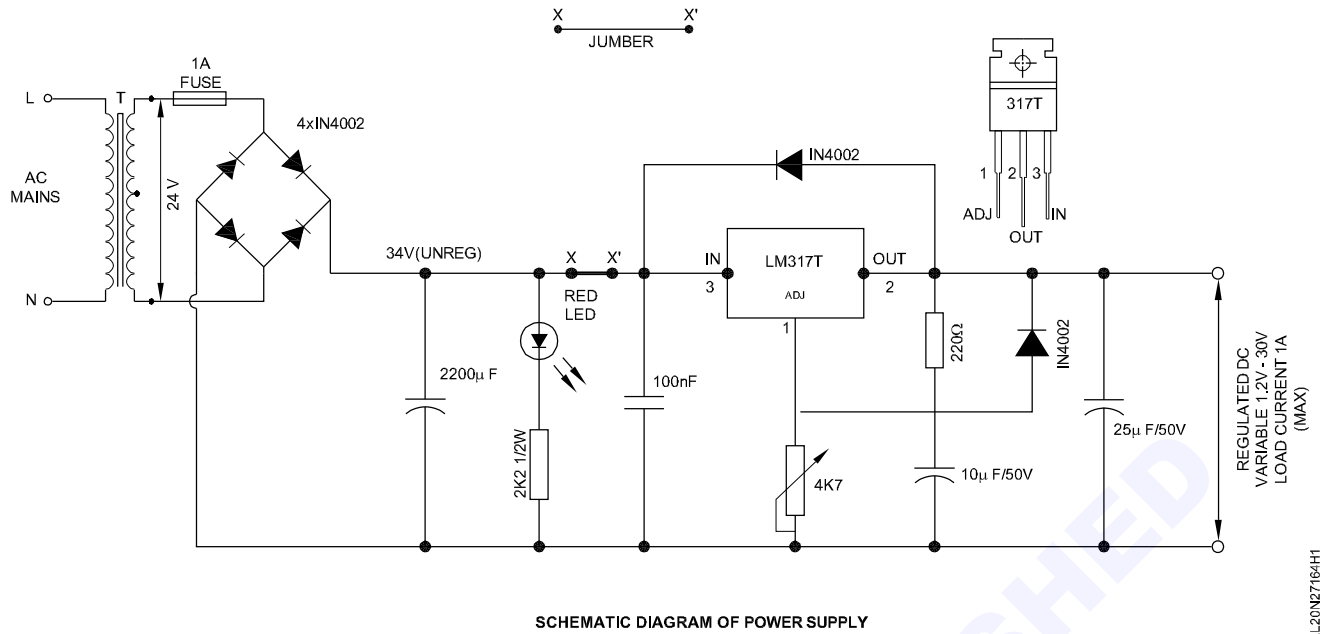 X X'
JUMBER
1A
FUSE
L T
4xIN4002
AC
MAINS
24 V
N
317T
1 2 3
ADJ IN
OUT
IN4002
34V(UNREG)
X X'
RED
LED
IN LM317T OUT
3 ADJ 2
1
220Ω
IN4002
2200µ F
100nF
2K2 1/2W
4K7
10µ F/50V
25µ F/50V
REGULATED DC
VARIABLE 1.2V - 30V
LOAD CURRENT 1A
(MAX)
SHED
SCHEMATIC DIAGRAM OF POWER SUPPLY
L20N27164H1